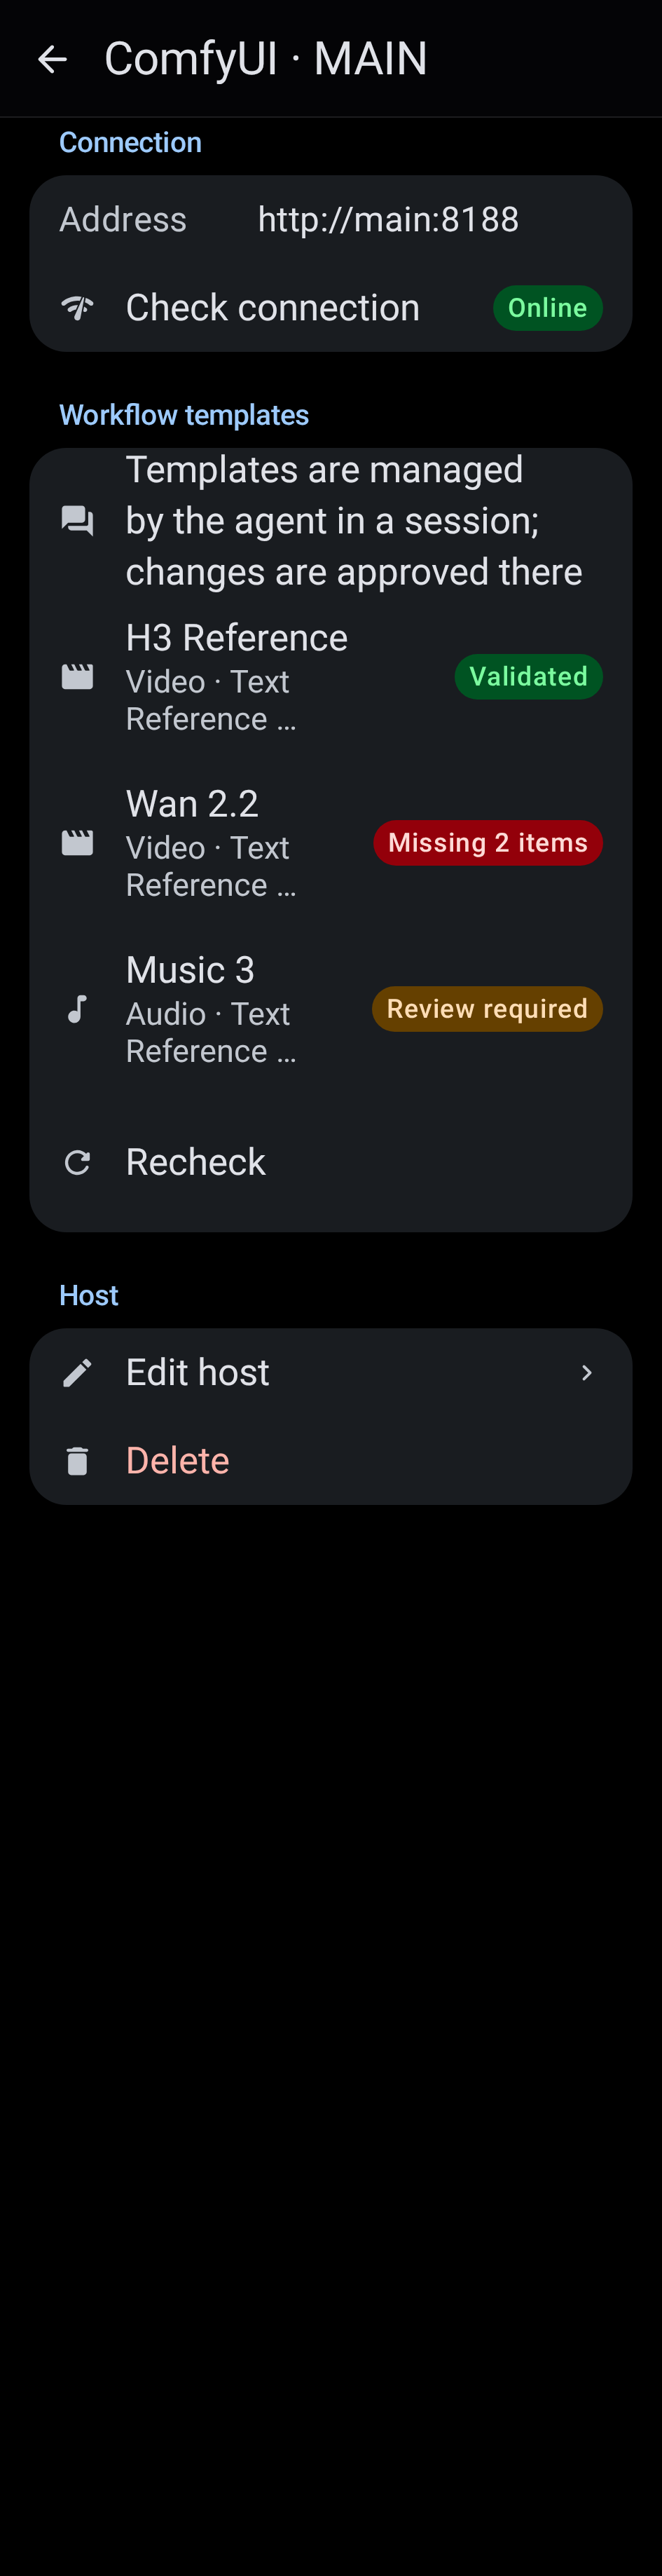 ComfyUI · MAIN
Connection
Address http://main:8188
Check connection Online
Workflow templates
Templates are managed
by the agent in a session;
changes are approved there
H3 Reference
Video · Text
Reference …
Validated
Wan 2.2
Video · Text
Reference …
Missing 2 items
Music 3
Audio · Text
Reference …
Review required
Recheck
Host
Edit host
Delete